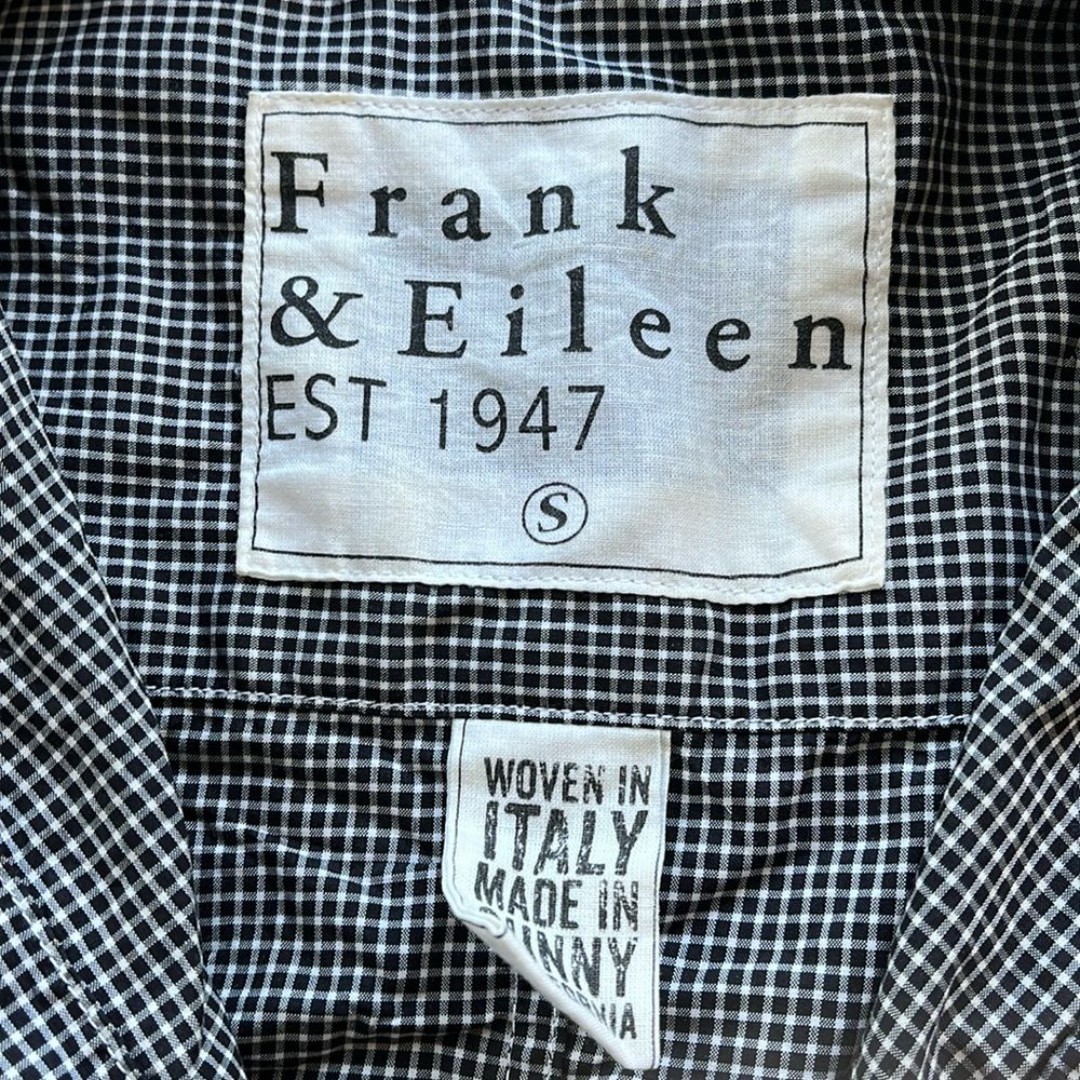 Frank
& Eileen
EST 1947
S
WOVEN IN
ITALY
MADE IN